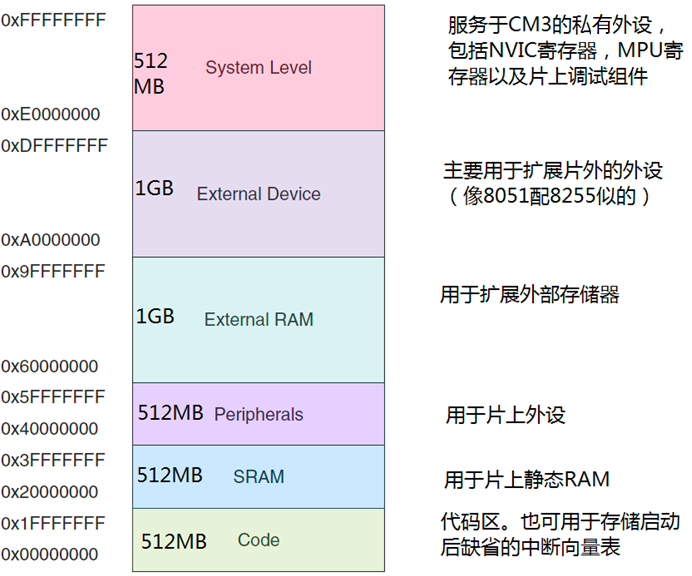 0xFFFFFFFF
512
MB
System Level
服务于CM3的私有外设，
包括NVIC寄存器，MPU寄
存器以及片上调试组件
0xE0000000
0xDFFFFFFF
1GB
External Device
主要用于扩展片外的外设
（像8051配8255似的）
0xA0000000
0x9FFFFFFF
1GB
External RAM
用于扩展外部存储器
0x60000000
0x5FFFFFFF
512MB
Peripherals
用于片上外设
0x40000000
0x3FFFFFFF
512MB
SRAM
用于片上静态RAM
0x20000000
0x1FFFFFFF
512MB
Code
代码区。也可用于存储启动
后缺省的中断向量表
0x00000000